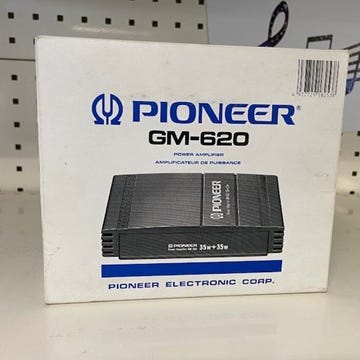 PIONEER
GM-620
POWER AMPLIFIER
AMPLIFICATEUR DE PUISSANCE
PIONEER
PIONEER
35W+35W
PIONEER ELECTRONIC CORP.